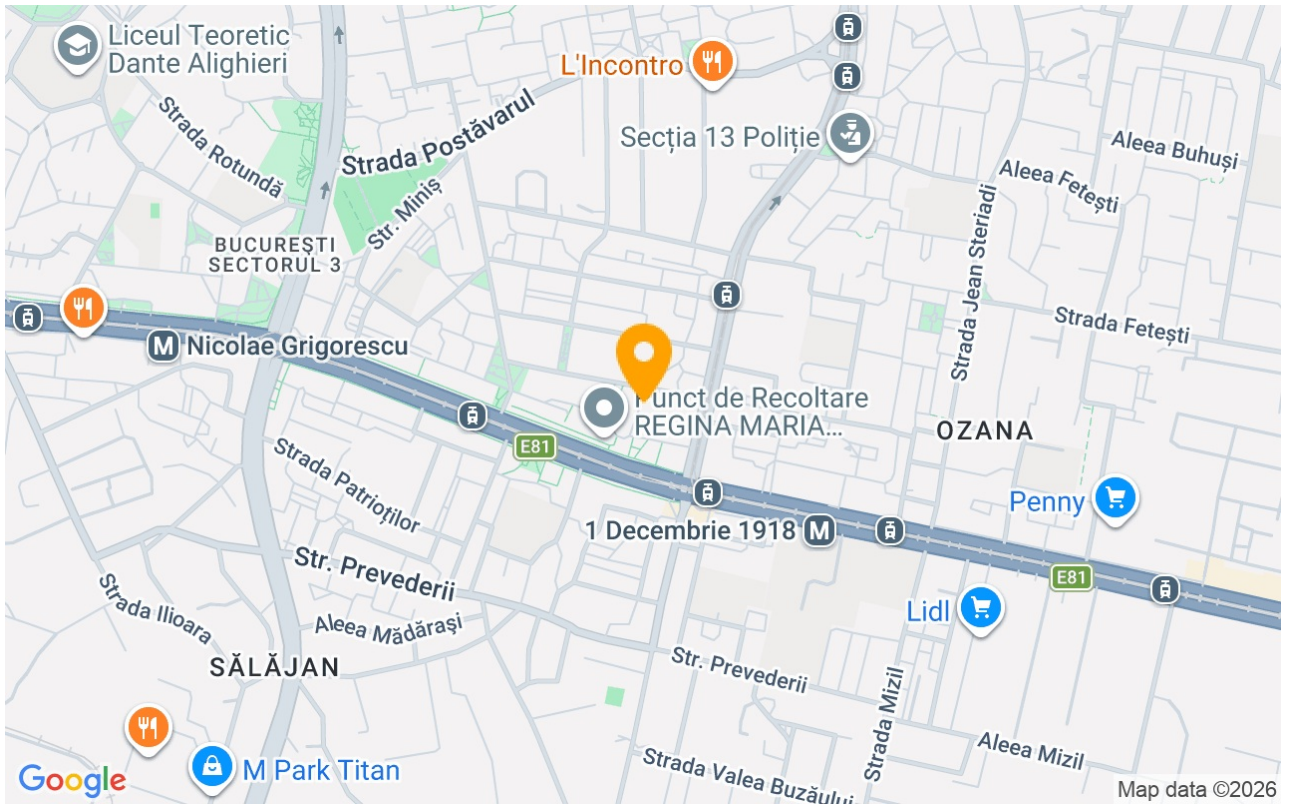 Liceul Teoretic
Dante Alighieri
L'Incontro
Strada Rotundă
Strada Postăvarul
Secția 13 Poliție
Aleea Buhuși
Aleea Fetești
Str. Miniș
BUCUREȘTI
SECTORUL 3
Strada Jean Steriadi
Strada Fetești
M Nicolae Grigorescu
Punct de Recoltare
REGINA MARIA...
E81
OZANA
Strada Patrioților
Penny
1 Decembrie 1918 M
Str. Prevederii
E81
Strada Ilioara
Aleea Mădărași
Lidl
SĂLĂJAN
Str. Prevederii
Strada Mizil
Aleea Mizil
M Park Titan
Strada Valea Buzăului
Google
Map data ©2026